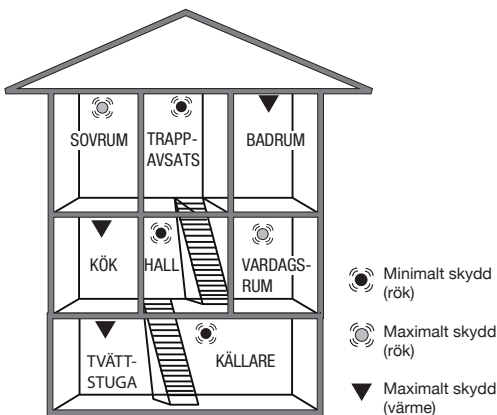 SOVRUM
TRAPP-
AVSATS
BADRUM
KÖK
HALL
VARDAGS-
RUM
TVÄTT-
STUGA
KÄLLARE
Minimalt skydd
(rök)
Maximalt skydd
(rök)
Maximalt skydd
(värme)